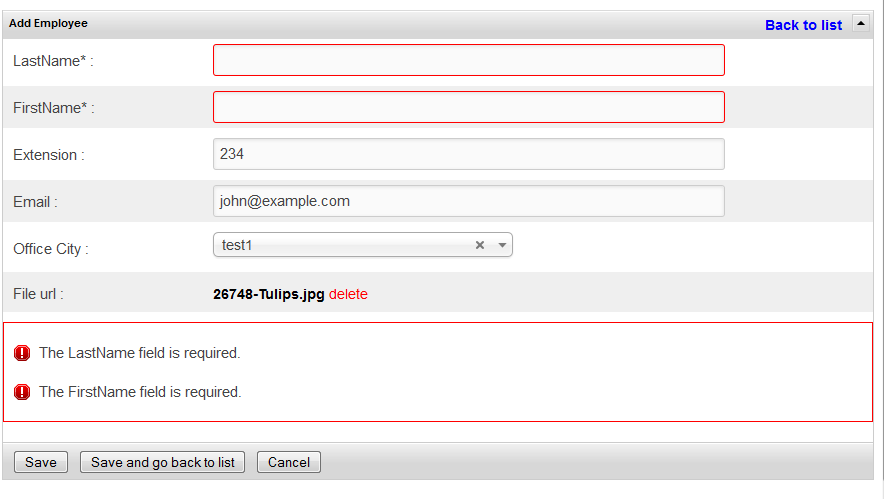 Add Employee Back to list
LastName* :
FirstName* :
Extension : 234
Email : john@example.com
Office City : test1
File url : 26748-Tulips.jpg delete
The LastName field is required.
The FirstName field is required.
Save Save and go back to list Cancel